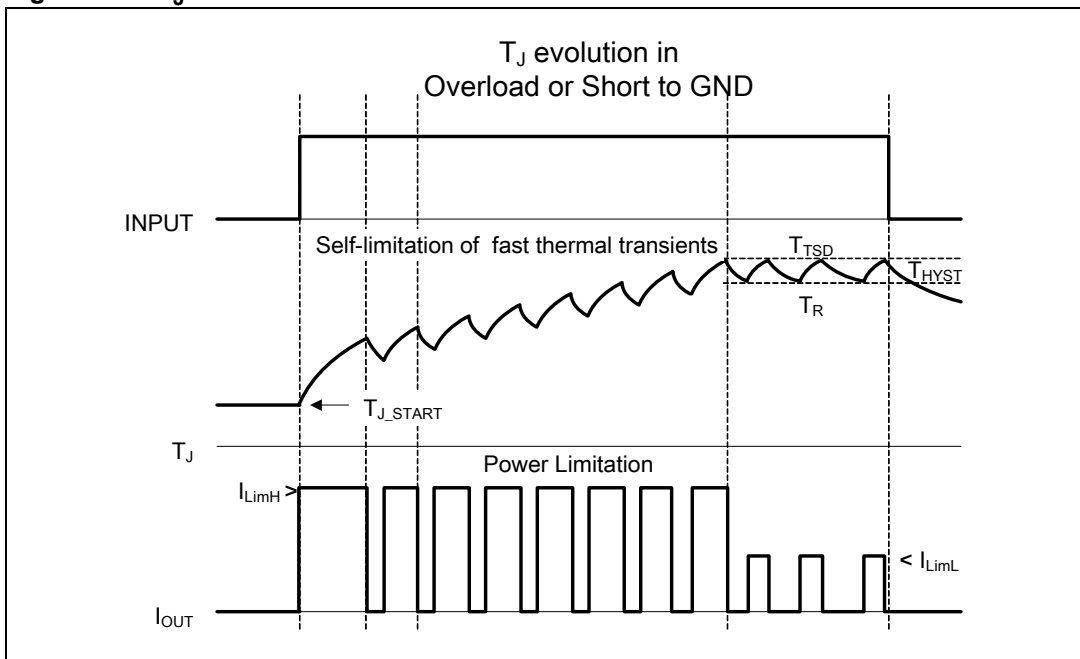 T_J evolution in
Overload or Short to GND
INPUT
Self-limitation of fast thermal transients
T_TSD
T_HYST
T_R
T_J_START
T_J
Power Limitation
I_LimH >
< I_LimL
I_OUT